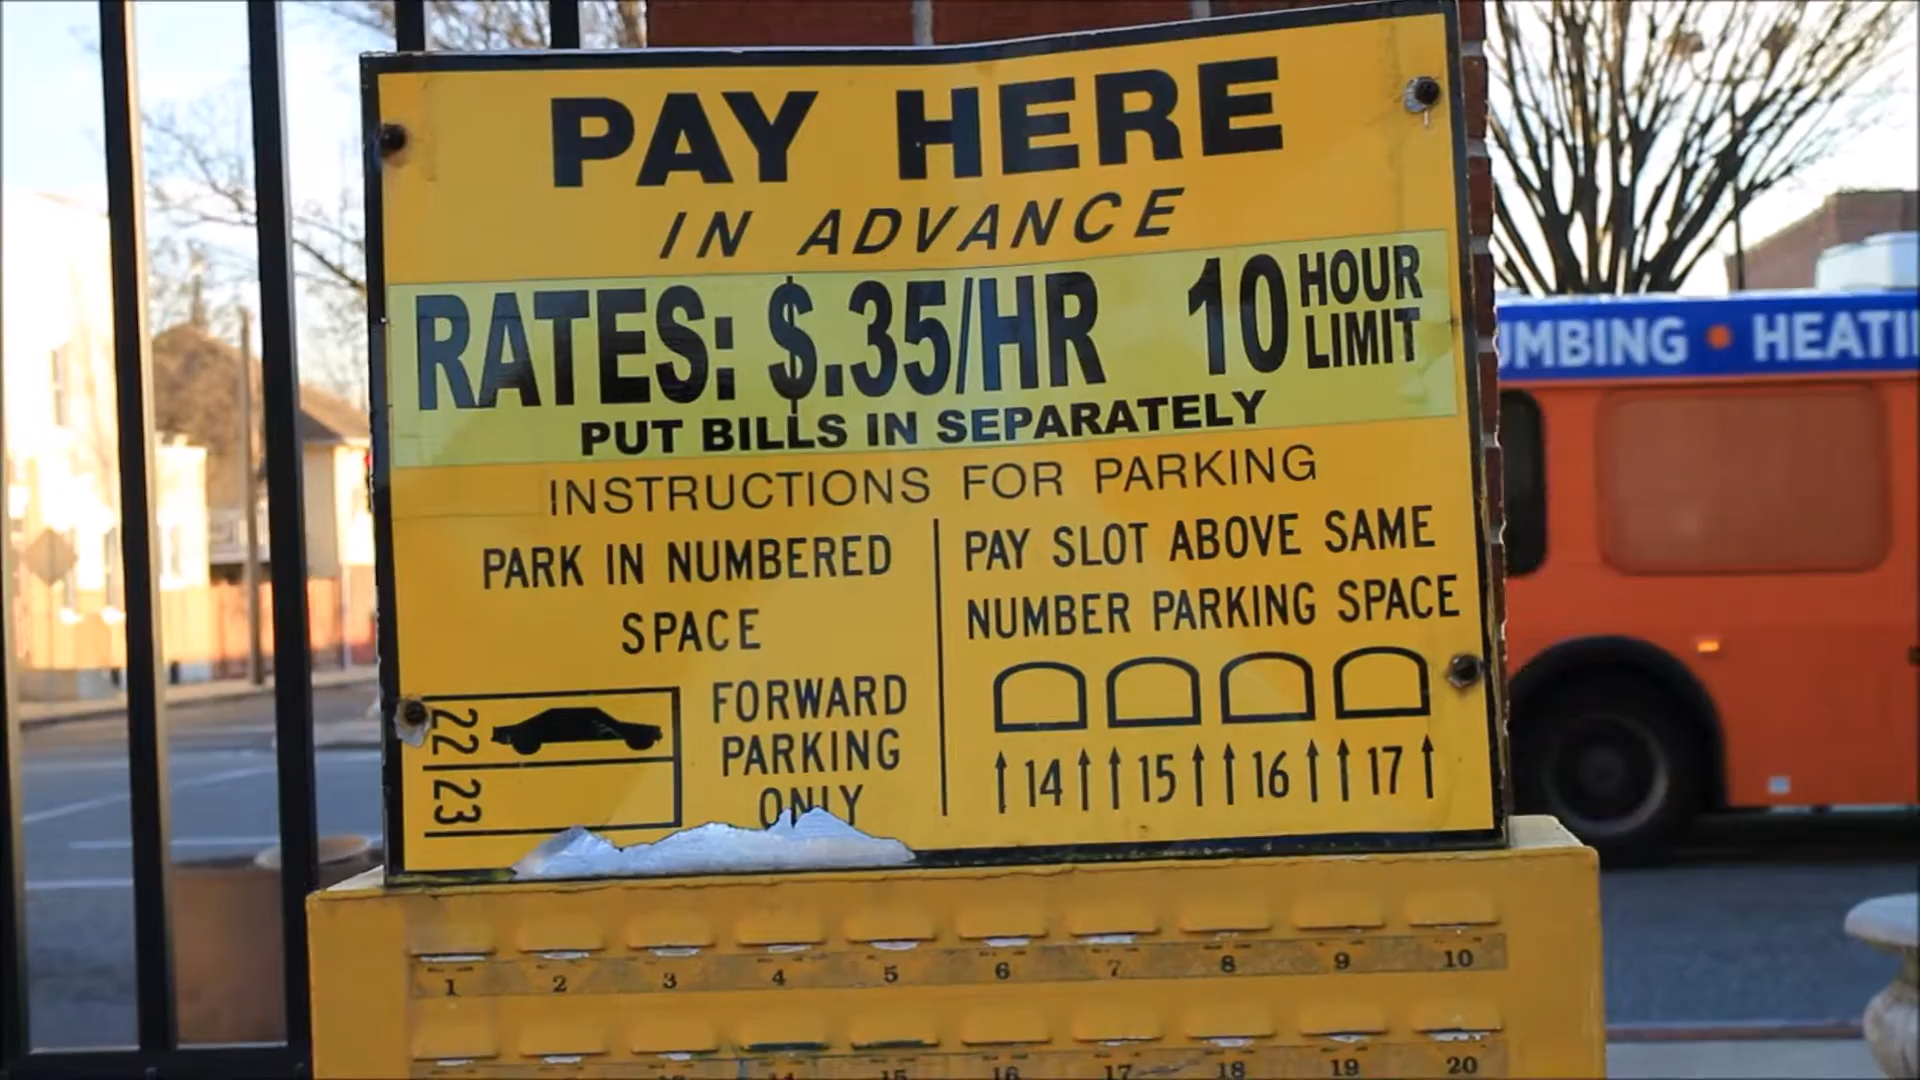 PAY HERE
IN ADVANCE
RATES: $.35/HR 10 HOUR LIMIT
PUT BILLS IN SEPARATELY
INSTRUCTIONS FOR PARKING
PARK IN NUMBERED
SPACE
FORWARD
PARKING
ONLY
22
23
PAY SLOT ABOVE SAME
NUMBER PARKING SPACE
14 15 16 17
1 2 3 4 5 6 7 8 9 10
14 15 16 17 18 19 20
UMBING • HEATI